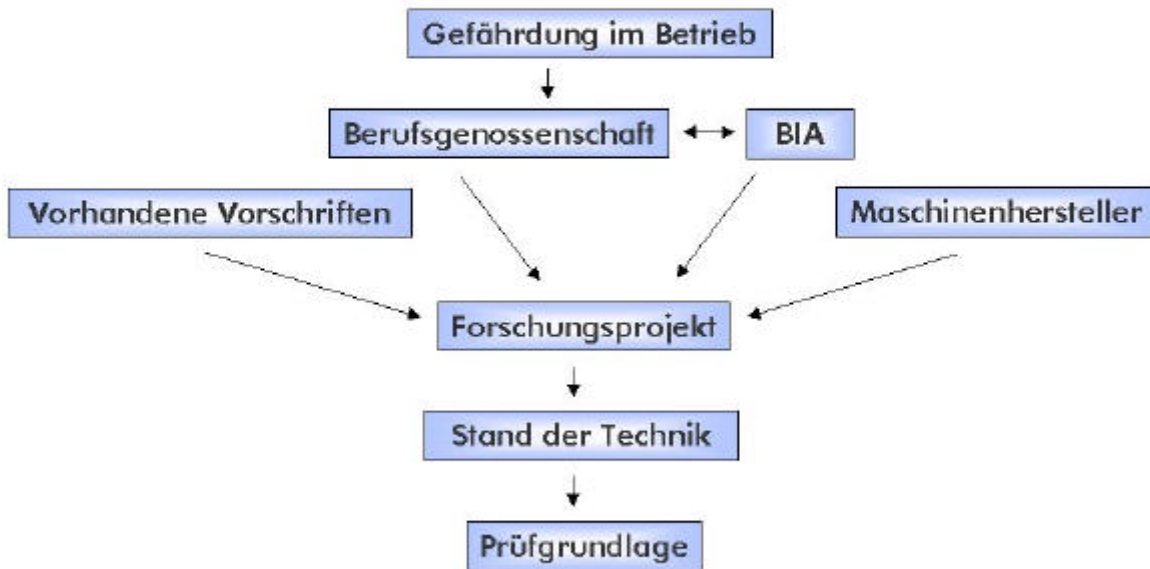 Gefährdung im Betrieb
Berufsgenossenschaft
BIA
Vorhandene Vorschriften
Maschinenhersteller
Forschungsprojekt
Stand der Technik
Prüfgrundlage